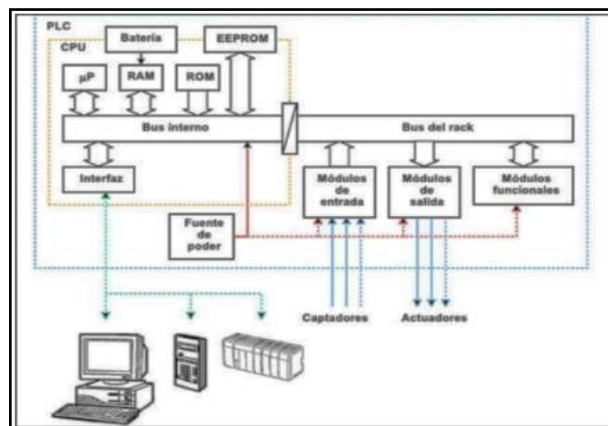 PLC
CPU
Batería
EEPROM
µP
RAM
ROM
Bus interno
Bus del rack
Interfaz
Módulos
de
entrada
Módulos
de
salida
Módulos
funcionales
Fuente
de
poder
Captadores
Actuadores